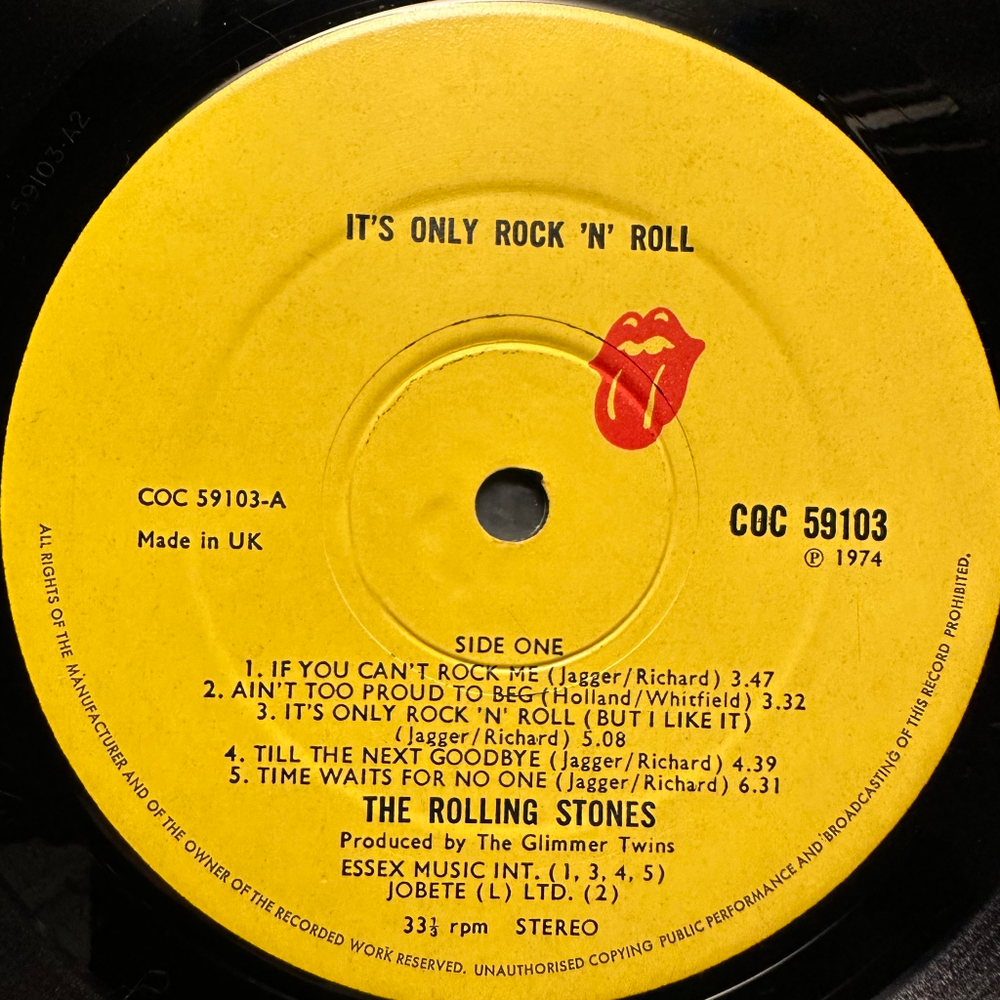 59103-A2
IT'S ONLY ROCK 'N' ROLL
COC 59103-A
Made in UK
COC 59103
℗ 1974
SIDE ONE
1. IF YOU CAN'T ROCK ME (Jagger/Richard) 3.47
2. AIN'T TOO PROUD TO BEG (Holland/Whitfield) 3.32
3. IT'S ONLY ROCK 'N' ROLL (BUT I LIKE IT)
(Jagger/Richard) 5.08
4. TILL THE NEXT GOODBYE (Jagger/Richard) 4.39
5. TIME WAITS FOR NO ONE (Jagger/Richard) 6.31
THE ROLLING STONES
Produced by The Glimmer Twins
ESSEX MUSIC INT. (1, 3, 4, 5)
JOBETE (L) LTD. (2)
33⅓ rpm STEREO
ALL RIGHTS OF THE MANUFACTURER AND OF THE OWNER OF THE RECORDED WORK RESERVED. UNAUTHORISED COPYING PUBLIC PERFORMANCE AND BROADCASTING OF THIS RECORD PROHIBITED.